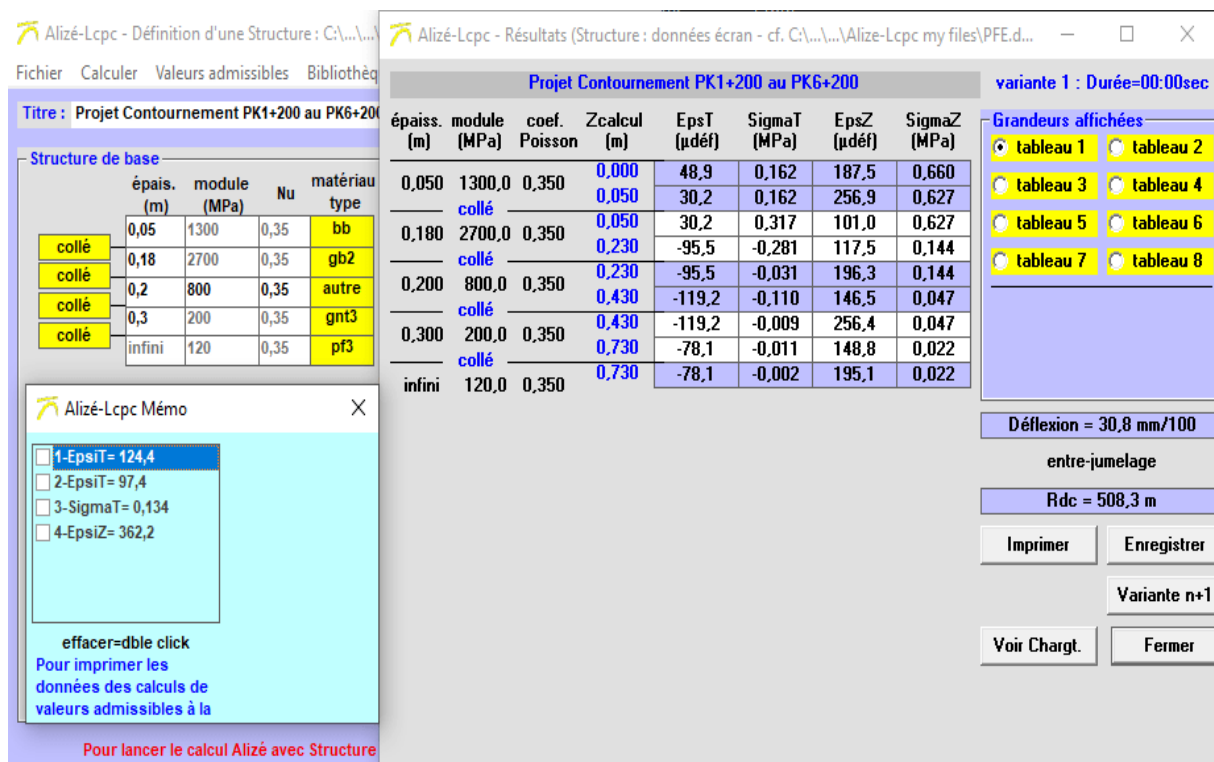 Alizé-Lcpc - Définition d'une Structure : C:\...\...\
Fichier Calculer Valeurs admissibles Bibliothèq
Titre : Projet Contournement PK1+200 au PK6+200
Structure de base
épais. (m) module (MPa) Nu matériau type
0,05 1300 0,35 bb
collé
0,18 2700 0,35 gb2
collé
0,2 800 0,35 autre
collé
0,3 200 0,35 gnt3
collé
infini 120 0,35 pf3
Alizé-Lcpc Mémo
1-EpsiT= 124,4
2-EpsiT= 97,4
3-SigmaT= 0,134
4-EpsiZ= 362,2
effacer=dble click
Pour imprimer les
données des calculs de
valeurs admissibles à la
Pour lancer le calcul Alizé avec Structure
Alizé-Lcpc - Résultats (Structure : données écran - cf. C:\...\...\Alize-Lcpc my files\PFE.d...
Projet Contournement PK1+200 au PK6+200
variante 1 : Durée=00:00sec
épaiss. module coef. Zcalcul EpsT SigmaT EpsZ SigmaZ
(m) (MPa) Poisson (m) (µdéf) (MPa) (µdéf) (MPa)
0,000 48,9 0,162 187,5 0,660
0,050 1300,0 0,350
0,050 30,2 0,162 256,9 0,627
collé
0,050 30,2 0,317 101,0 0,627
0,180 2700,0 0,350
0,230 -95,5 -0,281 117,5 0,144
collé
0,230 -95,5 -0,031 196,3 0,144
0,200 800,0 0,350
0,430 -119,2 -0,110 146,5 0,047
collé
0,430 -119,2 -0,009 256,4 0,047
0,300 200,0 0,350
0,730 -78,1 -0,011 148,8 0,022
collé
0,730 -78,1 -0,002 195,1 0,022
infini 120,0 0,350
Grandeurs affichées
tableau 1 tableau 2
tableau 3 tableau 4
tableau 5 tableau 6
tableau 7 tableau 8
Déflexion = 30,8 mm/100
entre-jumelage
Rdc = 508,3 m
Imprimer Enregistrer
Variante n+1
Voir Chargt. Fermer